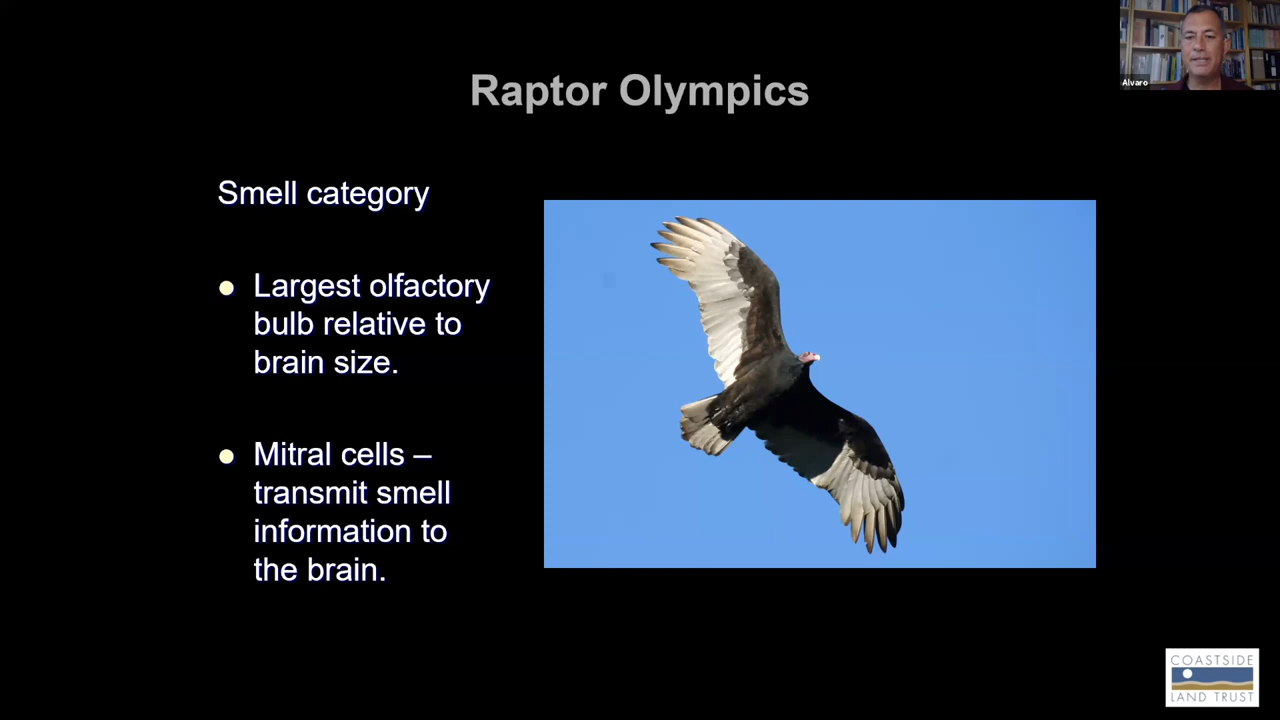 Alvaro
Raptor Olympics
Smell category
Largest olfactory
bulb relative to
brain size.
Mitral cells –
transmit smell
information to
the brain.
COASTSIDE
LAND TRUST